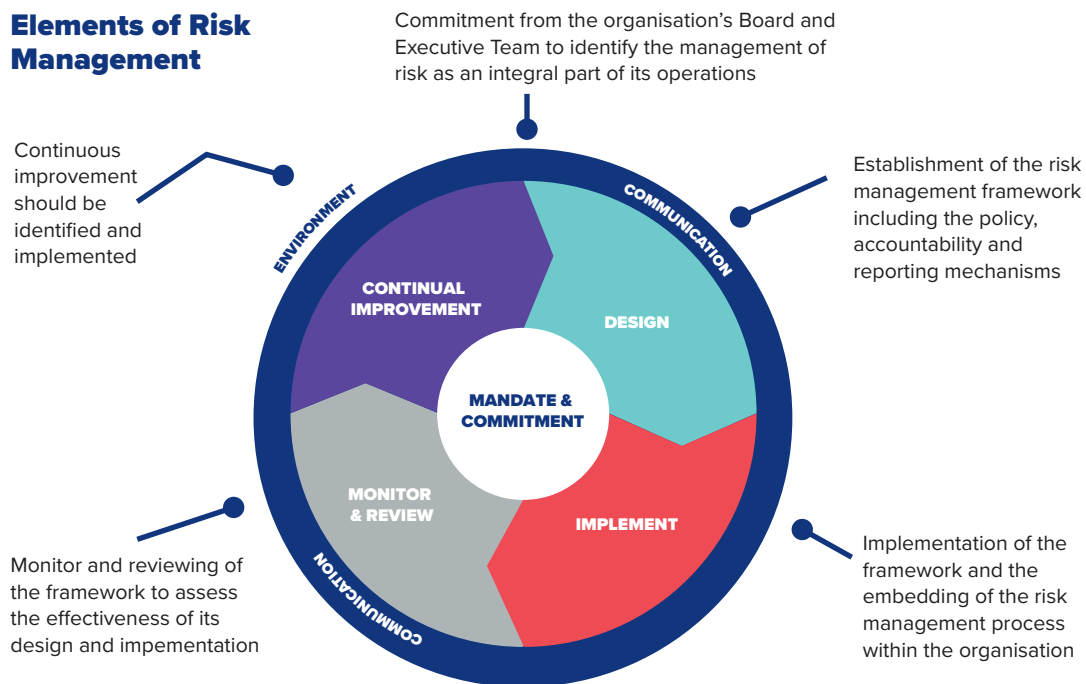 Elements of Risk
Management
Commitment from the organisation's Board and
Executive Team to identify the management of
risk as an integral part of its operations
Continuous
improvement
should be
identified and
implemented
Establishment of the risk
management framework
including the policy,
accountability and
reporting mechanisms
ENVIRONMENT
COMMUNICATION
CONTINUAL
IMPROVEMENT
DESIGN
MANDATE &
COMMITMENT
MONITOR
& REVIEW
IMPLEMENT
COMMUNICATION
Monitor and reviewing of
the framework to assess
the effectiveness of its
design and impementation
Implementation of the
framework and the
embedding of the risk
management process
within the organisation